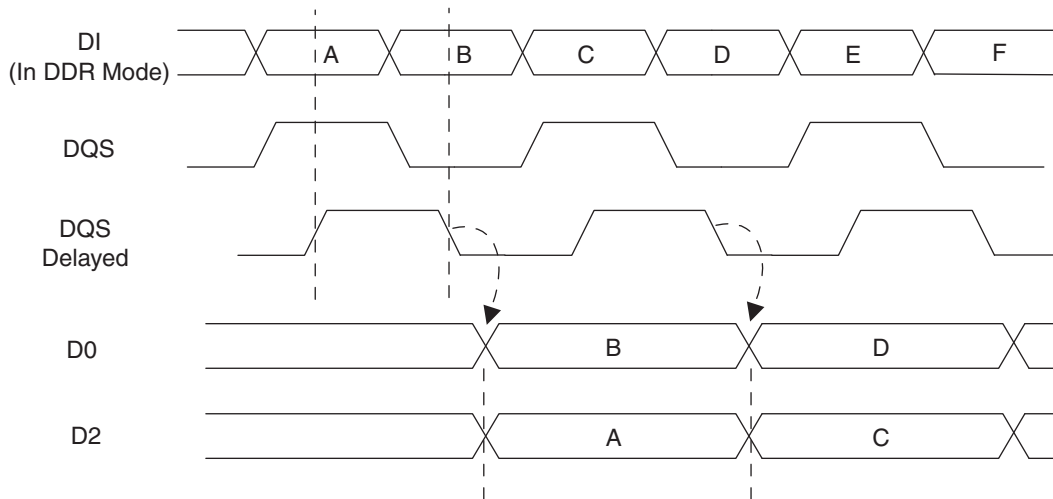 DI
(In DDR Mode)
A B C D E F
DQS
DQS
Delayed
D0
B D
D2
A C